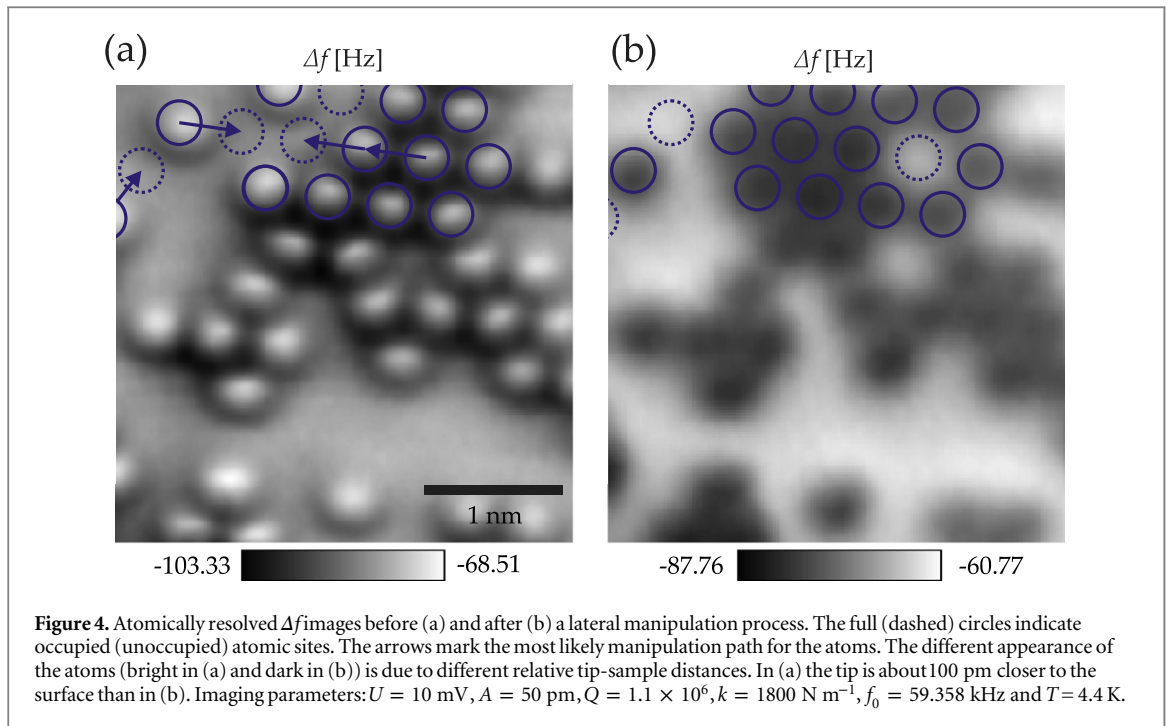 (a)
Δf [Hz]
(b)
Δf [Hz]
1 nm
-103.33
-68.51
-87.76
-60.77
Figure 4. Atomically resolved Δf images before (a) and after (b) a lateral manipulation process. The full (dashed) circles indicate
occupied (unoccupied) atomic sites. The arrows mark the most likely manipulation path for the atoms. The different appearance of
the atoms (bright in (a) and dark in (b)) is due to different relative tip-sample distances. In (a) the tip is about 100 pm closer to the
surface than in (b). Imaging parameters: U = 10 mV, A = 50 pm, Q = 1.1 × 10⁶, k = 1800 N m⁻¹, f₀ = 59.358 kHz and T = 4.4 K.